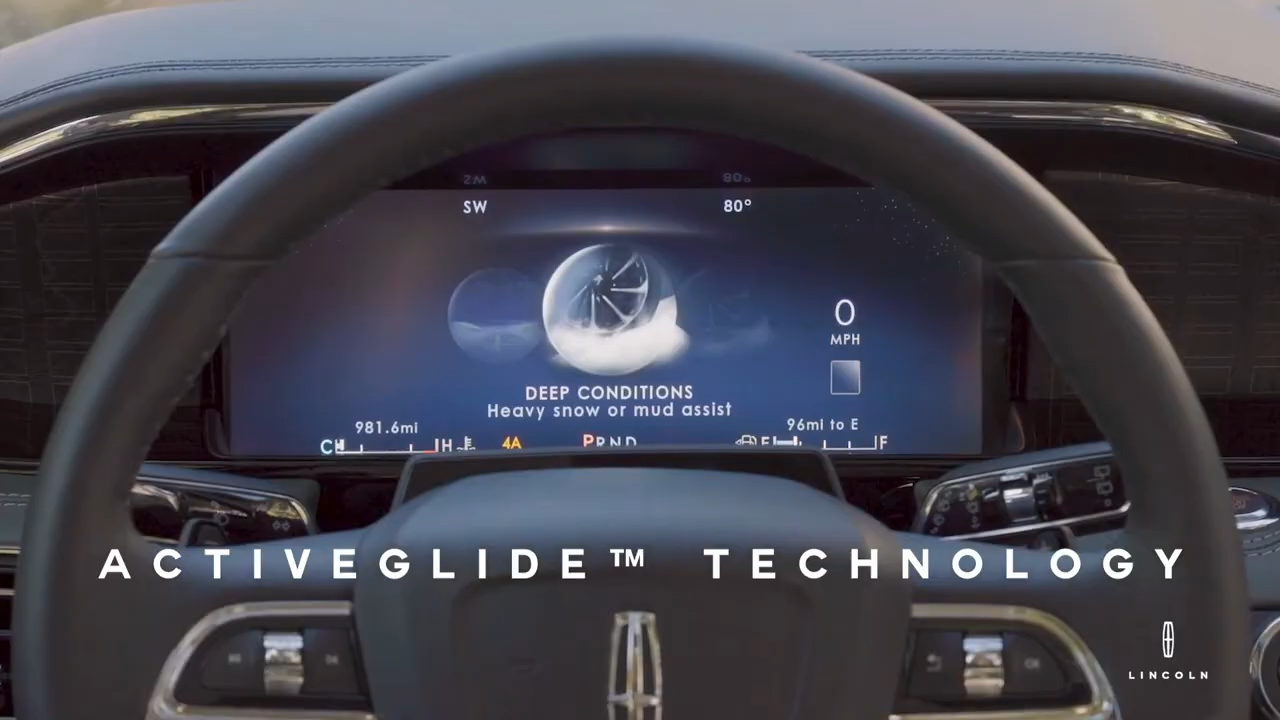 SW
80°
0
MPH
DEEP CONDITIONS
Heavy snow or mud assist
981.6mi
96mi to E
C H 4A PRND E F
ACTIVEGLIDE™ TECHNOLOGY
OK
LINCOLN